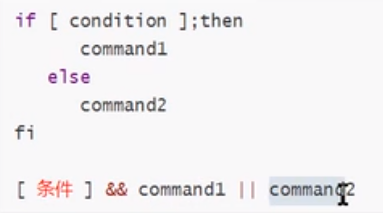 if [ condition ];then
command1
else
command2
fi
[ 条件 ] && command1 || command2